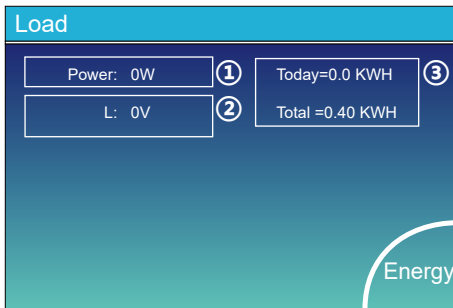 Load
Power: 0W
①
L: 0V
②
Today=0.0 KWH
③
Total =0.40 KWH
Energy